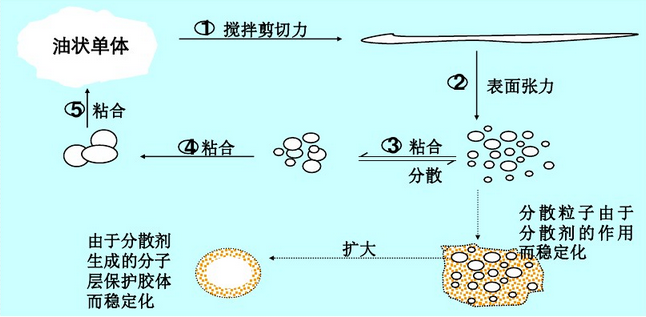 油状单体
① 搅拌剪切力
② 表面张力
⑤ 粘合
④ 粘合
③ 粘合
分散
分散粒子由于
分散剂的作用
而稳定化
由于分散剂
生成的分子
层保护胶体
而稳定化
扩大